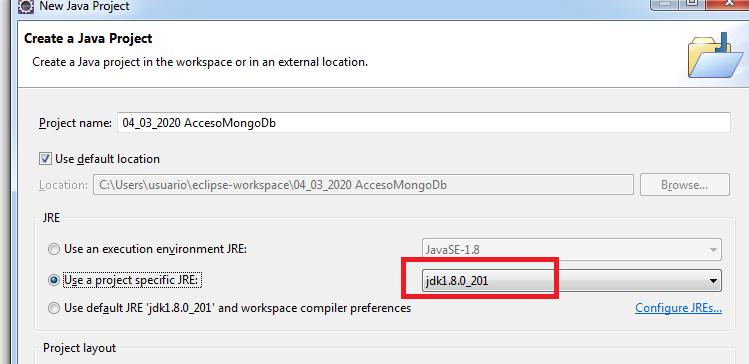 New Java Project
Create a Java Project
Create a Java project in the workspace or in an external location.
Project name: 04_03_2020 AccesoMongoDb
Use default location
Location: C:\Users\usuario\eclipse-workspace\04_03_2020 AccesoMongoDb Browse...
JRE
Use an execution environment JRE: JavaSE-1.8
Use a project specific JRE: jdk1.8.0_201
Use default JRE 'jdk1.8.0_201' and workspace compiler preferences Configure JREs...
Project layout